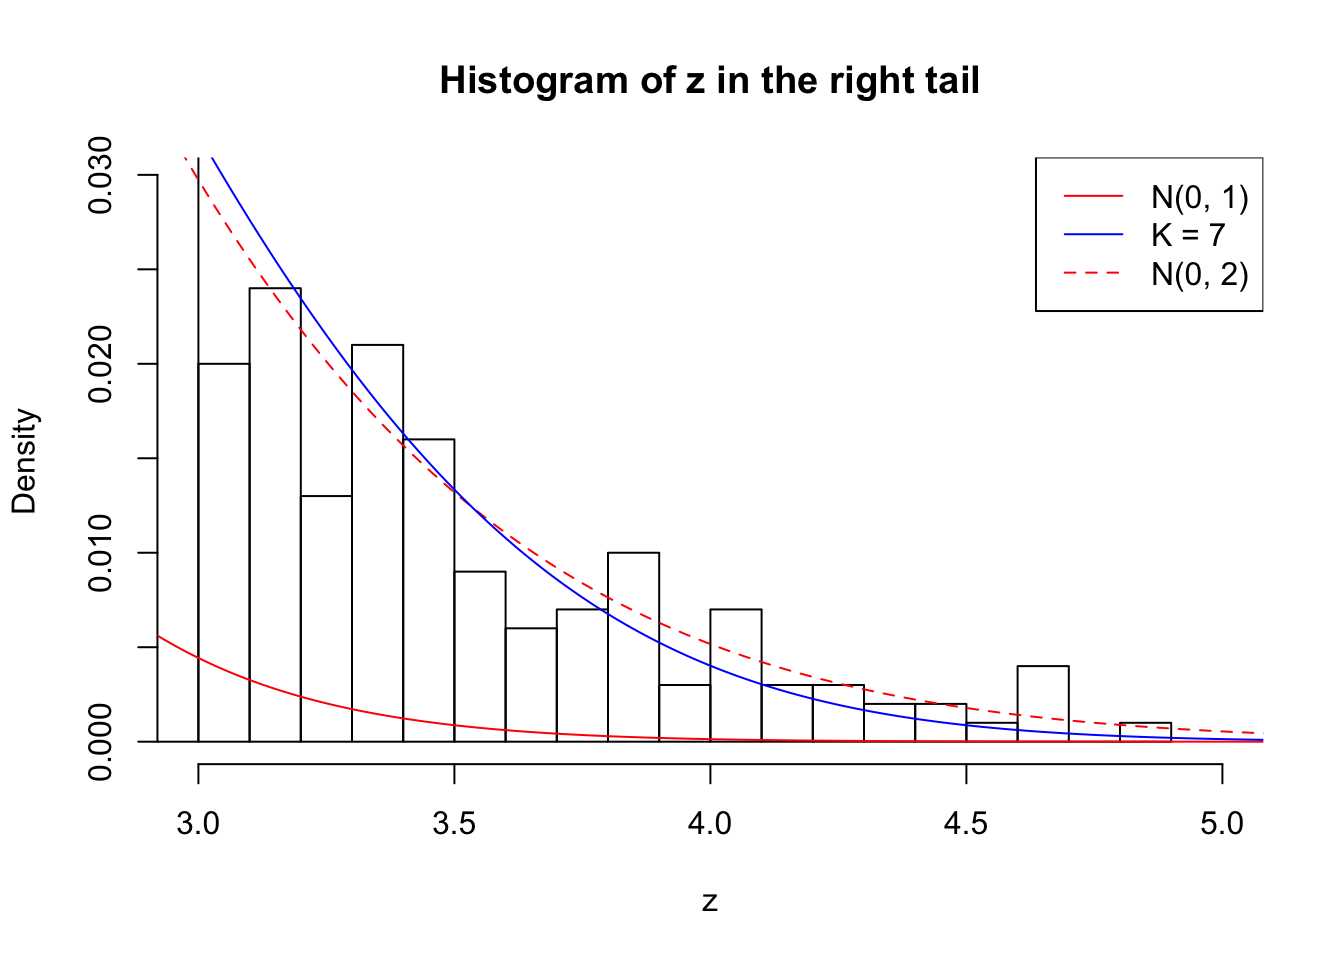 Histogram of z in the right tail
N(0, 1)
K = 7
N(0, 2)
Density
0.030
0.020
0.010
0.000
3.0 3.5 4.0 4.5 5.0
z